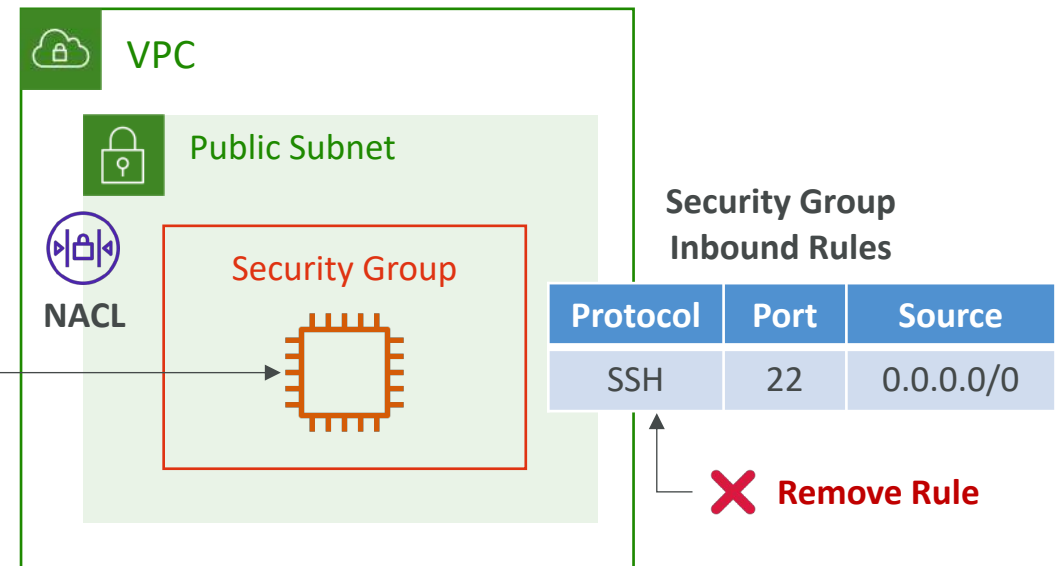 VPC
Public Subnet
NACL
Security Group
Security Group
Inbound Rules
Protocol Port Source
SSH 22 0.0.0.0/0
Remove Rule